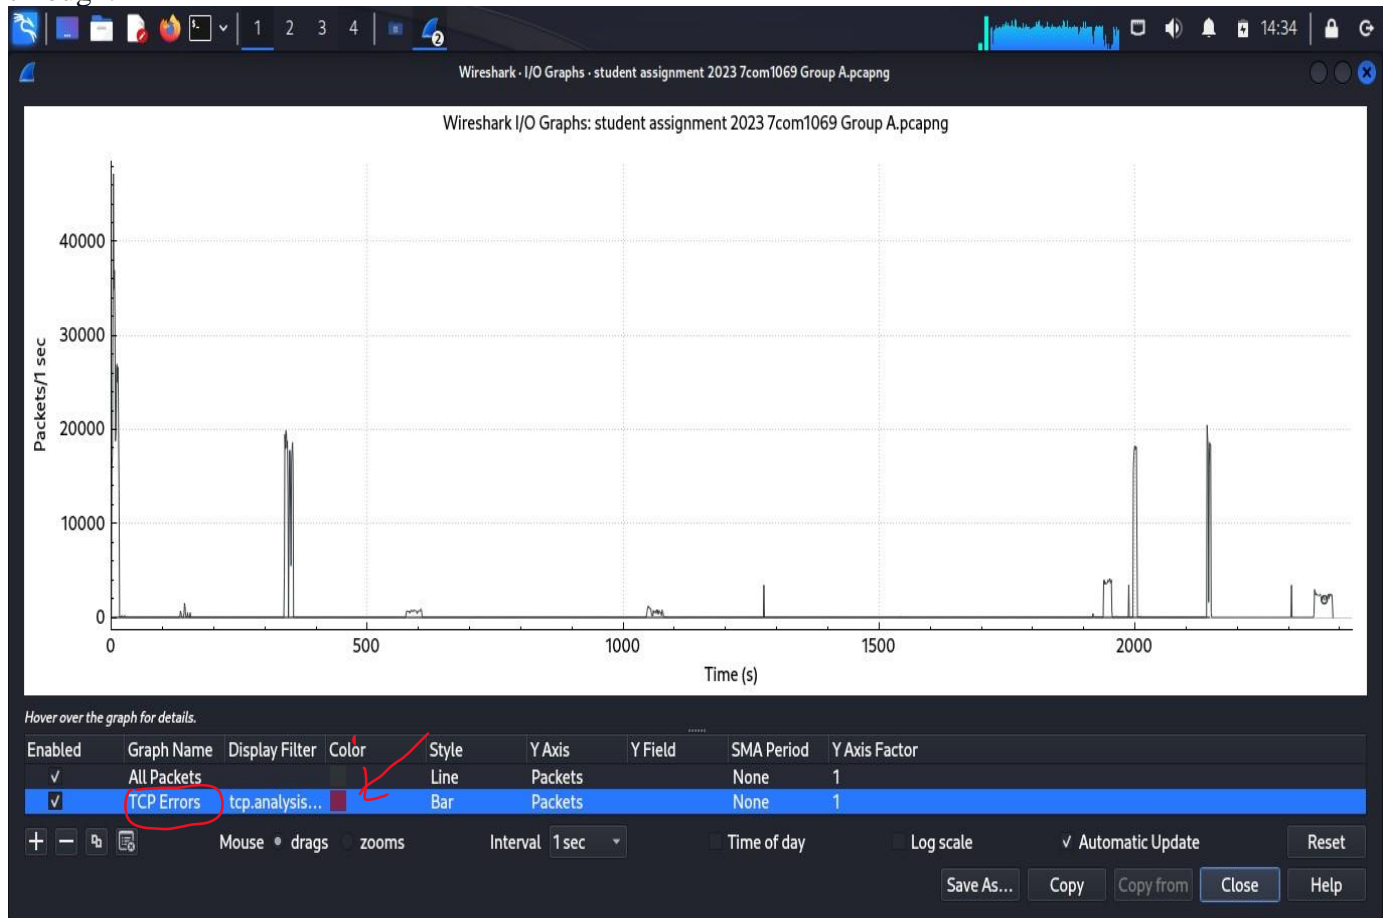 1 2 3 4 2 14:34
Wireshark · I/O Graphs · student assignment 2023 7com1069 Group A.pcapng
Wireshark I/O Graphs: student assignment 2023 7com1069 Group A.pcapng
Packets/1 sec
40000
30000
20000
10000
0
0 500 1000 1500 2000
Time (s)
Hover over the graph for details.
Enabled Graph Name Display Filter Color Style Y Axis Y Field SMA Period Y Axis Factor
All Packets Line Packets None 1
TCP Errors tcp.analysis... Bar Packets None 1
Mouse drags zooms Interval 1 sec Time of day Log scale Automatic Update Reset
Save As... Copy Copy from Close Help